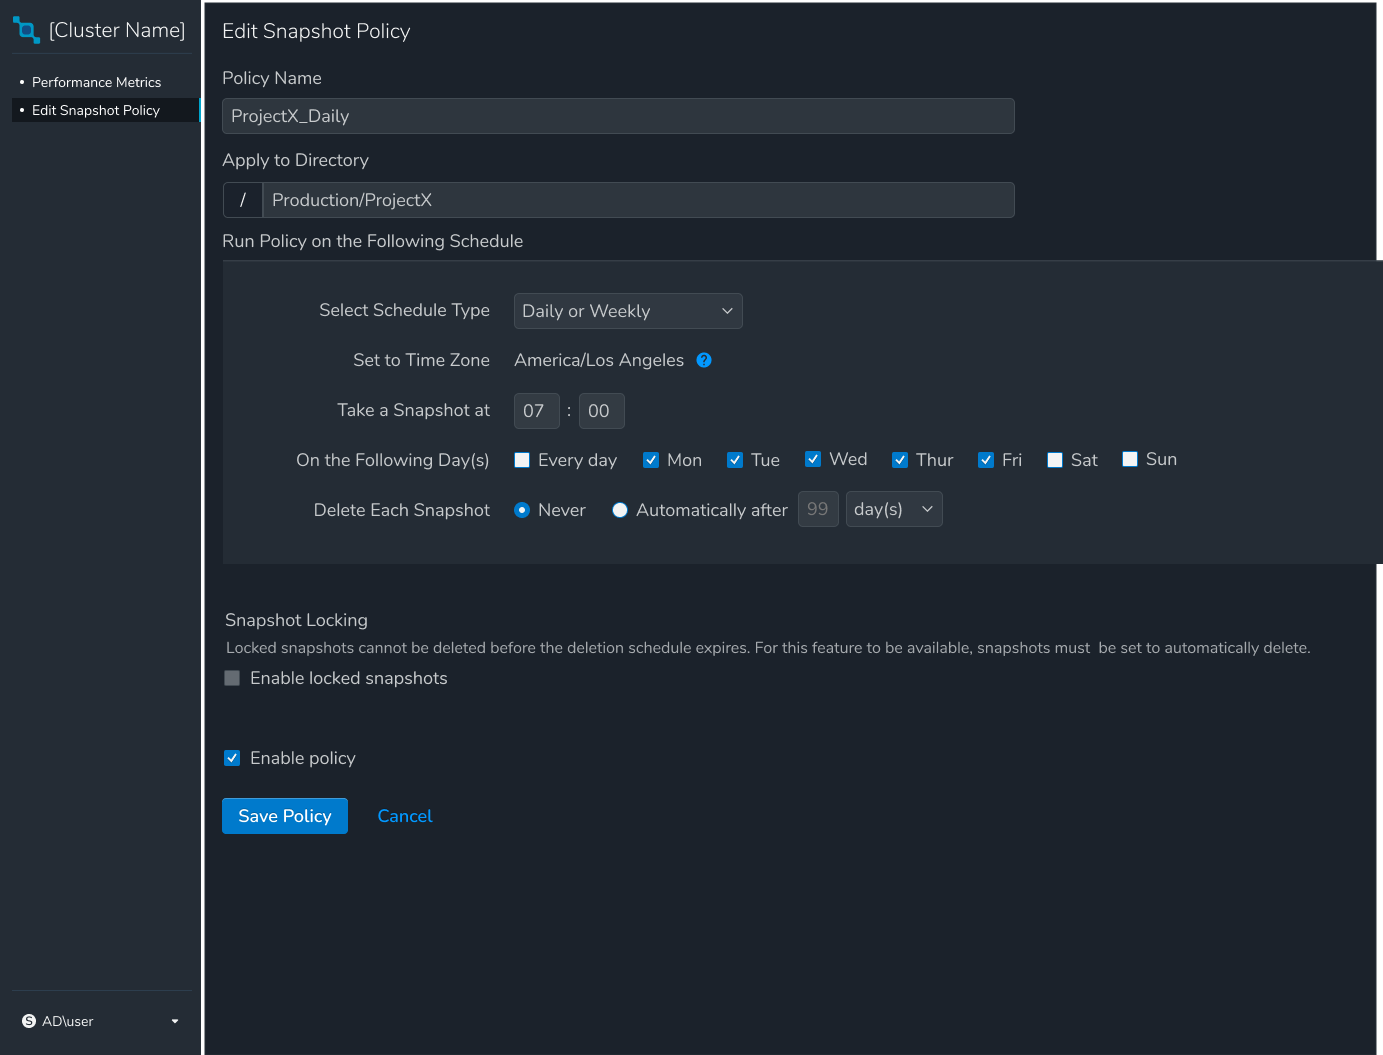 [Cluster Name]
Performance Metrics
Edit Snapshot Policy
Edit Snapshot Policy
Policy Name
ProjectX_Daily
Apply to Directory
/ Production/ProjectX
Run Policy on the Following Schedule
Select Schedule Type Daily or Weekly
Set to Time Zone America/Los Angeles ?
Take a Snapshot at 07 : 00
On the Following Day(s) Every day Mon Tue Wed Thur Fri Sat Sun
Delete Each Snapshot Never Automatically after 99 day(s)
Snapshot Locking
Locked snapshots cannot be deleted before the deletion schedule expires. For this feature to be available, snapshots must be set to automatically delete.
Enable locked snapshots
Enable policy
Save Policy Cancel
S AD\user